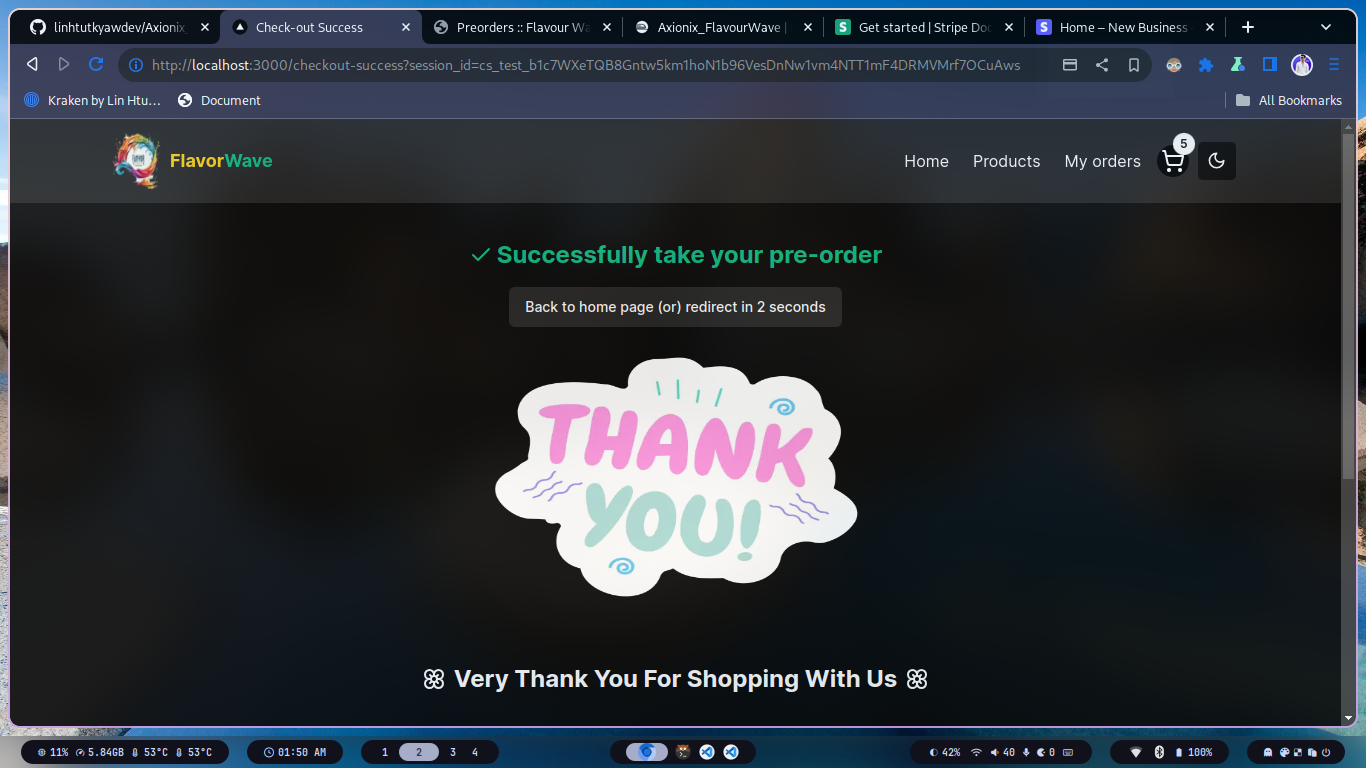 linhtutkyawdev/Axionix_
Check-out Success
Preorders :: Flavour Wa
Axionix_FlavourWave |
Get started | Stripe Doc
Home – New Business
http://localhost:3000/checkout-success?session_id=cs_test_b1c7WXeTQB8Gntw5km1hoN1b96VesDnNw1vm4NTT1mF4DRMVMrf7OCuAws
Kraken by Lin Htu…
Document
All Bookmarks
FlavorWave
Home
Products
My orders
5
Successfully take your pre-order
Back to home page (or) redirect in 2 seconds
THANK
YOU!
Very Thank You For Shopping With Us
11% 5.84GB 53°C 53°C
01:50 AM
1 2 3 4
42% 40 0
100%